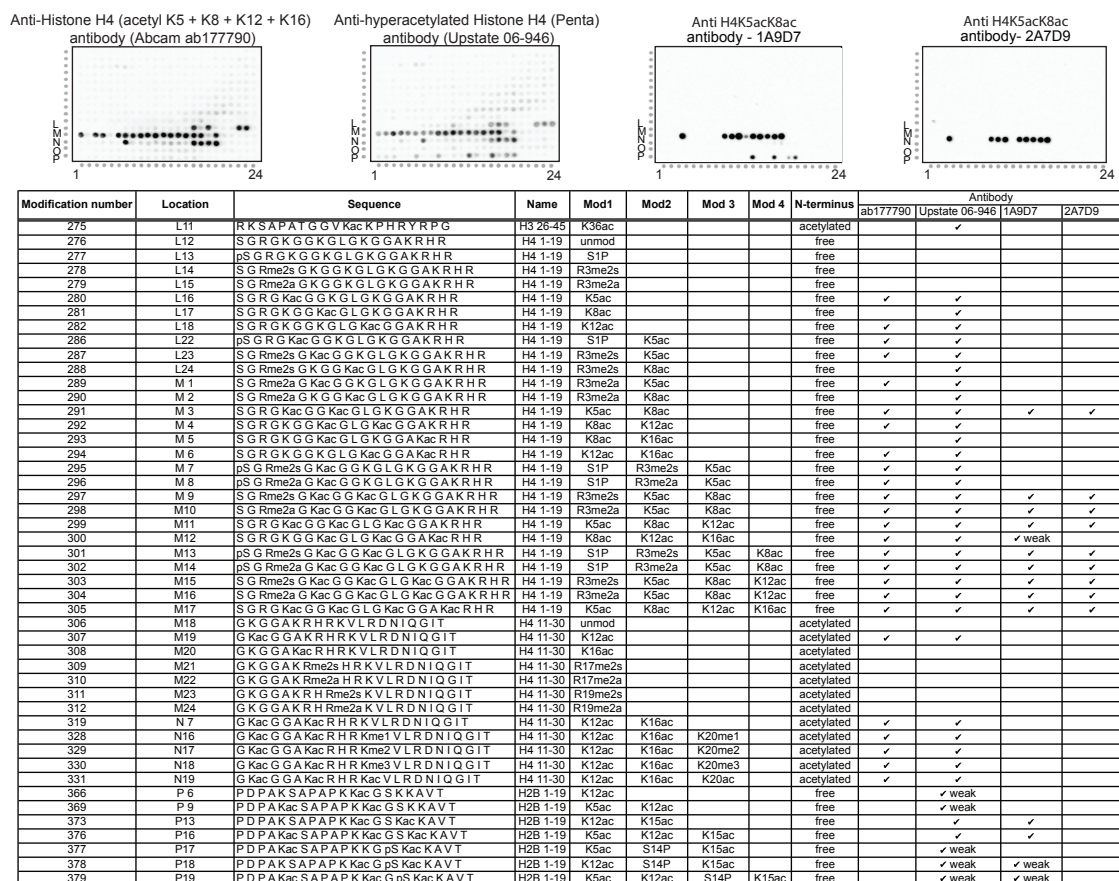 Anti-Histone H4 (acetyl K5 + K8 + K12 + K16)
antibody (Abcam ab177790)
Anti-hyperacetylated Histone H4 (Penta)
antibody (Upstate 06-946)
Anti H4K5acK8ac
antibody - 1A9D7
Anti H4K5acK8ac
antibody- 2A7D9
L
M
N
O
P
1 24
L
M
N
O
P
1 24
L
M
N
O
P
1 24
L
M
N
O
P
1 24
Modification number Location Sequence Name Mod1 Mod2 Mod 3 Mod 4 N-terminus Antibody
ab177790 Upstate 06-946 1A9D7 2A7D9
275 L11 R K S A P A T G G V Kac K P H R Y R P G H3 26-45 K36ac acetylated ✔
276 L12 S G R G K G G K G L G K G G A K R H R H4 1-19 unmod free
277 L13 pS G R G K G G K G L G K G G A K R H R H4 1-19 S1P free
278 L14 S G Rme2s G K G G K G L G K G G A K R H R H4 1-19 R3me2s free
279 L15 S G Rme2a G K G G K G L G K G G A K R H R H4 1-19 R3me2a free
280 L16 S G R G Kac G G K G L G K G G A K R H R H4 1-19 K5ac free ✔ ✔
281 L17 S G R G K G G Kac G L G K G G A K R H R H4 1-19 K8ac free ✔
282 L18 S G R G K G G K G L G Kac G G A K R H R H4 1-19 K12ac free ✔ ✔
286 L22 pS G R G Kac G G K G L G K G G A K R H R H4 1-19 S1P K5ac free ✔ ✔
287 L23 S G Rme2s G Kac G G K G L G K G G A K R H R H4 1-19 R3me2s K5ac free ✔ ✔
288 L24 S G Rme2s G K G G Kac G L G K G G A K R H R H4 1-19 R3me2s K8ac free ✔
289 M 1 S G Rme2a G Kac G G K G L G K G G A K R H R H4 1-19 R3me2a K5ac free ✔ ✔
290 M 2 S G Rme2a G K G G Kac G L G K G G A K R H R H4 1-19 R3me2a K8ac free ✔
291 M 3 S G R G Kac G G Kac G L G K G G A K R H R H4 1-19 K5ac K8ac free ✔ ✔ ✔ ✔
292 M 4 S G R G K G G Kac G L G Kac G G A K R H R H4 1-19 K8ac K12ac free ✔ ✔
293 M 5 S G R G K G G Kac G L G K G G A Kac R H R H4 1-19 K8ac K16ac free ✔
294 M 6 S G R G K G G K G L G Kac G G A Kac R H R H4 1-19 K12ac K16ac free ✔ ✔
295 M 7 pS G Rme2s G Kac G G K G L G K G G A K R H R H4 1-19 S1P R3me2s K5ac free ✔ ✔
296 M 8 pS G Rme2a G Kac G G K G L G K G G A K R H R H4 1-19 S1P R3me2a K5ac free ✔ ✔
297 M 9 S G Rme2s G Kac G G Kac G L G K G G A K R H R H4 1-19 R3me2s K5ac K8ac free ✔ ✔ ✔ ✔
298 M10 S G Rme2a G Kac G G Kac G L G K G G A K R H R H4 1-19 R3me2a K5ac K8ac free ✔ ✔ ✔ ✔
299 M11 S G R G Kac G G Kac G L G Kac G G A K R H R H4 1-19 K5ac K8ac K12ac free ✔ ✔ ✔ ✔
300 M12 S G R G K G G Kac G L G Kac G G A Kac R H R H4 1-19 K8ac K12ac K16ac free ✔ ✔ ✔ weak
301 M13 pS G Rme2s G Kac G G Kac G L G K G G A K R H R H4 1-19 S1P R3me2s K5ac K8ac free ✔ ✔ ✔ ✔
302 M14 pS G Rme2a G Kac G G Kac G L G K G G A K R H R H4 1-19 S1P R3me2a K5ac K8ac free ✔ ✔ ✔ ✔
303 M15 S G Rme2s G Kac G G Kac G L G Kac G G A K R H R H4 1-19 R3me2s K5ac K8ac K12ac free ✔ ✔ ✔ ✔
304 M16 S G Rme2a G Kac G G Kac G L G Kac G G A K R H R H4 1-19 R3me2a K5ac K8ac K12ac free ✔ ✔ ✔ ✔
305 M17 S G R G Kac G G Kac G L G Kac G G A Kac R H R H4 1-19 K5ac K8ac K12ac K16ac free ✔ ✔ ✔ ✔
306 M18 G K G G A K R H R K V L R D N I Q G I T H4 11-30 unmod acetylated
307 M19 G Kac G G A K R H R K V L R D N I Q G I T H4 11-30 K12ac acetylated ✔ ✔
308 M20 G K G G A Kac R H R K V L R D N I Q G I T H4 11-30 K16ac acetylated
309 M21 G K G G A K Rme2s H R K V L R D N I Q G I T H4 11-30 R17me2s acetylated
310 M22 G K G G A K Rme2a H R K V L R D N I Q G I T H4 11-30 R17me2a acetylated
311 M23 G K G G A K R H Rme2s K V L R D N I Q G I T H4 11-30 R19me2s acetylated
312 M24 G K G G A K R H Rme2a K V L R D N I Q G I T H4 11-30 R19me2a acetylated
319 N 7 G Kac G G A Kac R H R K V L R D N I Q G I T H4 11-30 K12ac K16ac acetylated ✔ ✔
328 N16 G Kac G G A Kac R H R Kme1 V L R D N I Q G I T H4 11-30 K12ac K16ac K20me1 acetylated ✔ ✔
329 N17 G Kac G G A Kac R H R Kme2 V L R D N I Q G I T H4 11-30 K12ac K16ac K20me2 acetylated ✔ ✔
330 N18 G Kac G G A Kac R H R Kme3 V L R D N I Q G I T H4 11-30 K12ac K16ac K20me3 acetylated ✔ ✔
331 N19 G Kac G G A Kac R H R Kac V L R D N I Q G I T H4 11-30 K12ac K16ac K20ac acetylated ✔ ✔
366 P 6 P D P A K S A P A P K Kac G S K K A V T H2B 1-19 K12ac free ✔ weak
369 P 9 P D P A Kac S A P A P K Kac G S K K A V T H2B 1-19 K5ac K12ac free ✔ weak
373 P13 P D P A K S A P A P K Kac G S Kac K A V T H2B 1-19 K12ac K15ac free ✔ ✔
376 P16 P D P A Kac S A P A P K Kac G S Kac K A V T H2B 1-19 K5ac K12ac K15ac free ✔ ✔
377 P17 P D P A Kac S A P A P K K G pS Kac K A V T H2B 1-19 K5ac S14P K15ac free ✔ weak
378 P18 P D P A K S A P A P K Kac G pS Kac K A V T H2B 1-19 K12ac S14P K15ac free ✔ weak ✔ weak
379 P19 P D P A Kac S A P A P K Kac G pS Kac K A V T H2B 1-19 K5ac K12ac S14P K15ac free ✔ weak ✔ weak